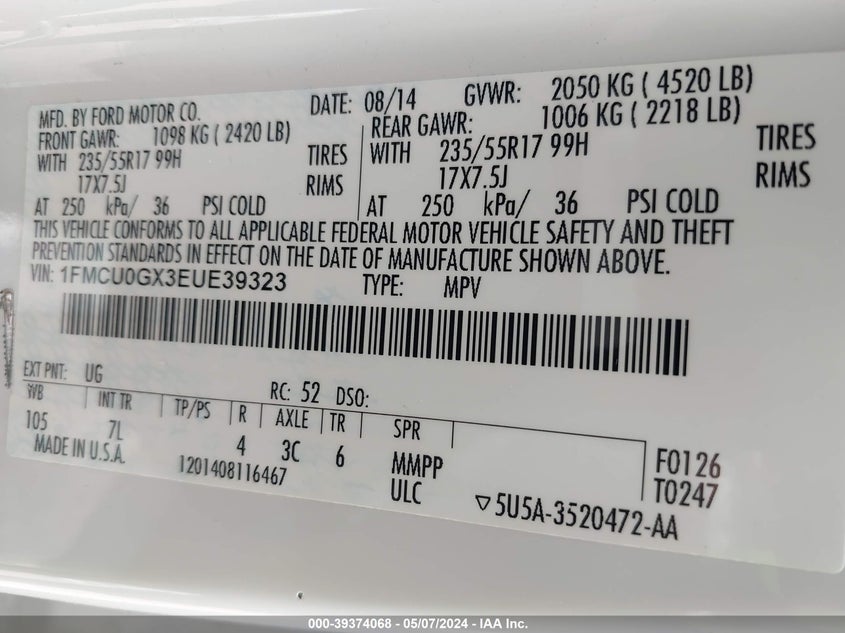 MFD. BY FORD MOTOR CO. DATE: 08/14 GVWR: 2050 KG ( 4520 LB)
FRONT GAWR: 1098 KG ( 2420 LB) REAR GAWR: 1006 KG ( 2218 LB)
WITH 235/55R17 99H TIRES WITH 235/55R17 99H TIRES
17X7.5J RIMS 17X7.5J RIMS
AT 250 kPa/ 36 PSI COLD AT 250 kPa/ 36 PSI COLD
THIS VEHICLE CONFORMS TO ALL APPLICABLE FEDERAL MOTOR VEHICLE SAFETY AND THEFT
PREVENTION STANDARDS IN EFFECT ON THE DATE OF MANUFACTURE SHOWN ABOVE.
VIN: 1FMCU0GX3EUE39323 TYPE: MPV
EXT PNT: UG RC: 52 DSO:
WB INT TR TP/PS R AXLE TR SPR
105 7L 4 3C 6 MMPP F0126
MADE IN U.S.A. 1201408116467 ULC T0247
▽5U5A-3520472-AA
000-39374068 - 05/07/2024 - IAA Inc.